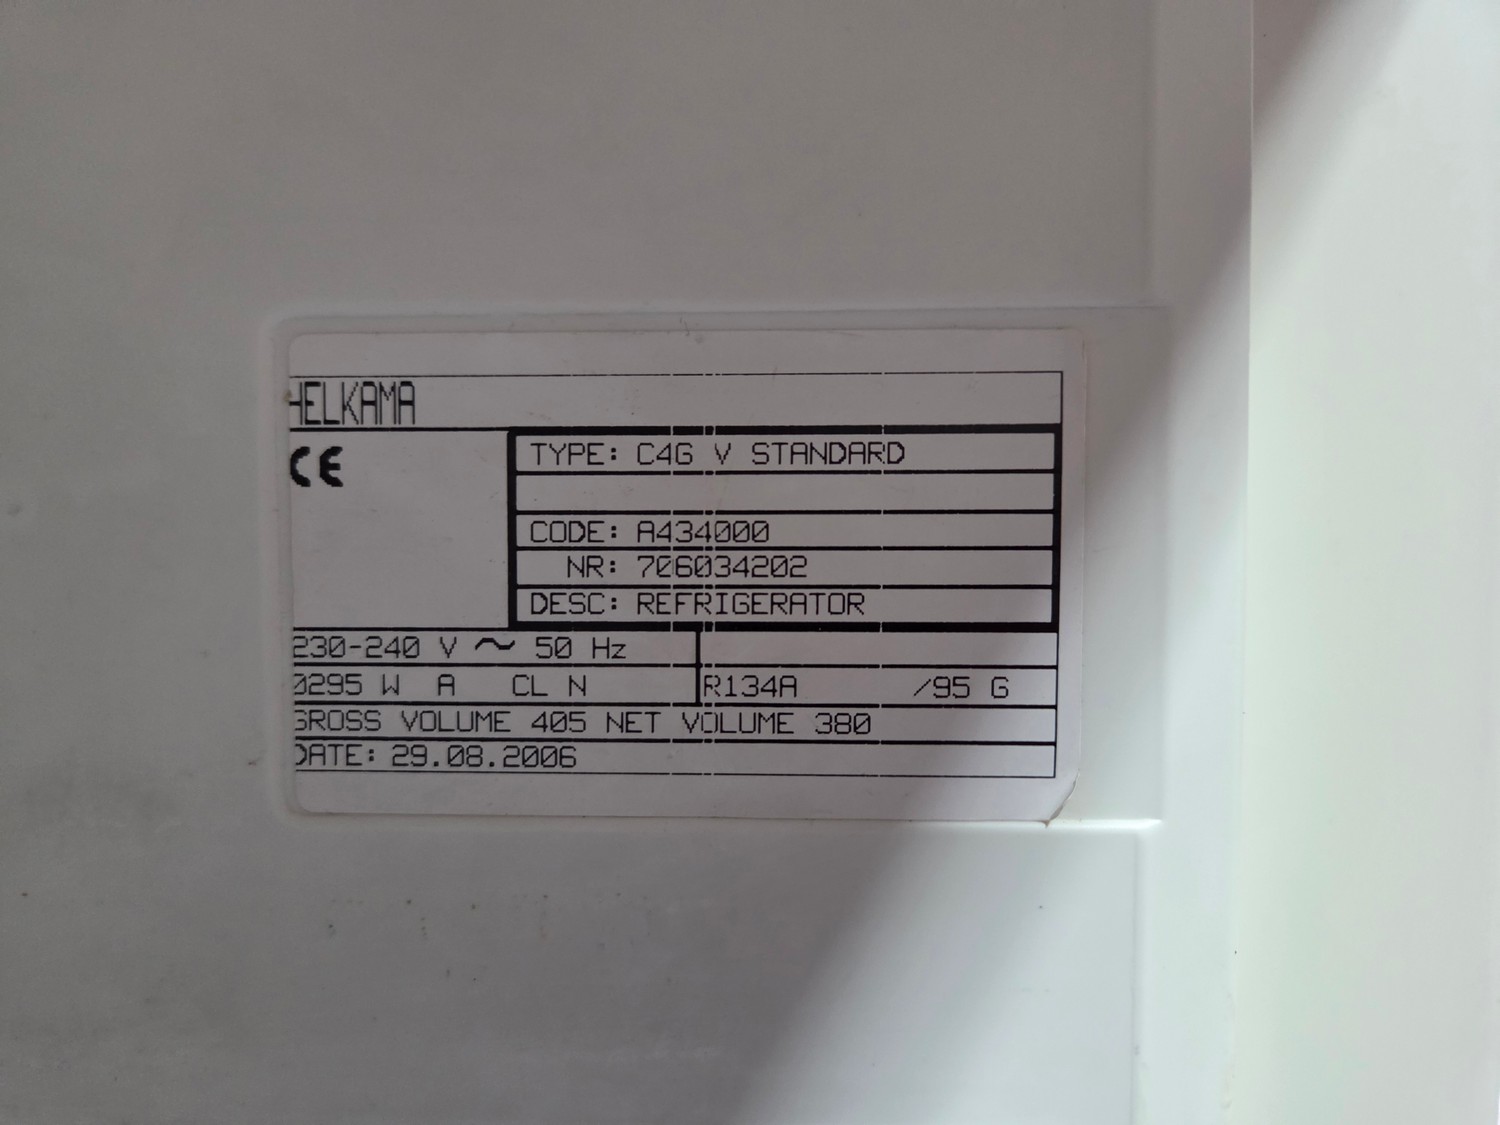 HELKAMA
CE
TYPE: C4G V STANDARD
CODE: A434000
NR: 706034202
DESC: REFRIGERATOR
230-240 V ~ 50 Hz
0295 W A CL N R134A /95 G
GROSS VOLUME 405 NET VOLUME 380
DATE: 29.08.2006